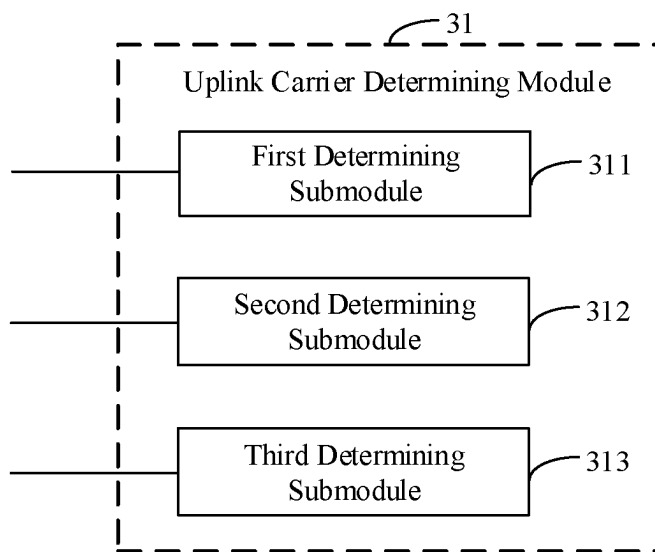 31
Uplink Carrier Determining Module
First Determining
Submodule
311
Second Determining
Submodule
312
Third Determining
Submodule
313